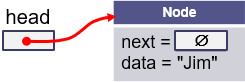 head
Node
next = Ø
data = "Jim"